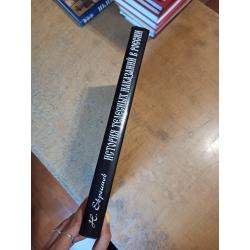 Н. Евреинов
ИСТОРИЯ ТЕЛЕСНЫХ НАКАЗАНИЙ В РОССИИ